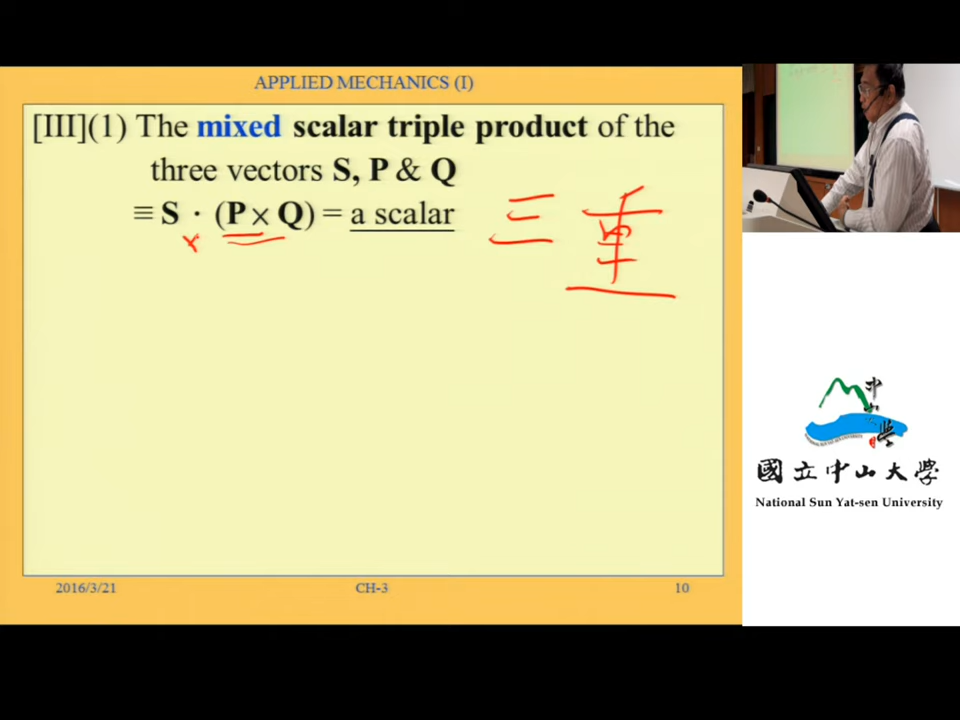 APPLIED MECHANICS (I)
[III](1) The mixed scalar triple product of the
three vectors S, P & Q
≡ S · (P × Q) = a scalar
x
三重
2016/3/21
CH-3
10
國立中山大學
National Sun Yat-sen University